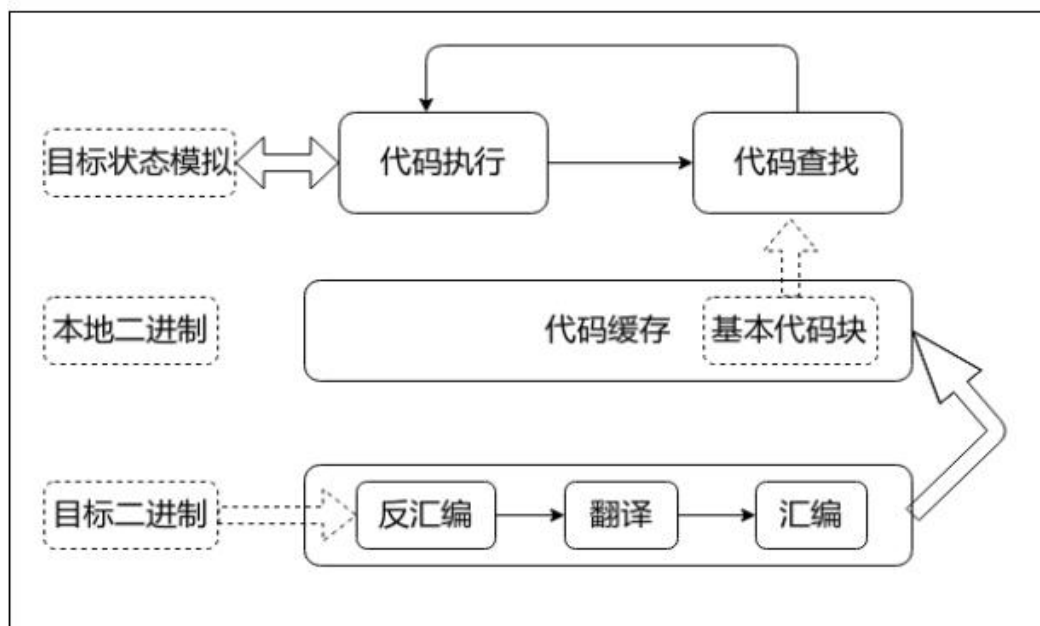 目标状态模拟
代码执行
代码查找
本地二进制
代码缓存
基本代码块
目标二进制
反汇编
翻译
汇编